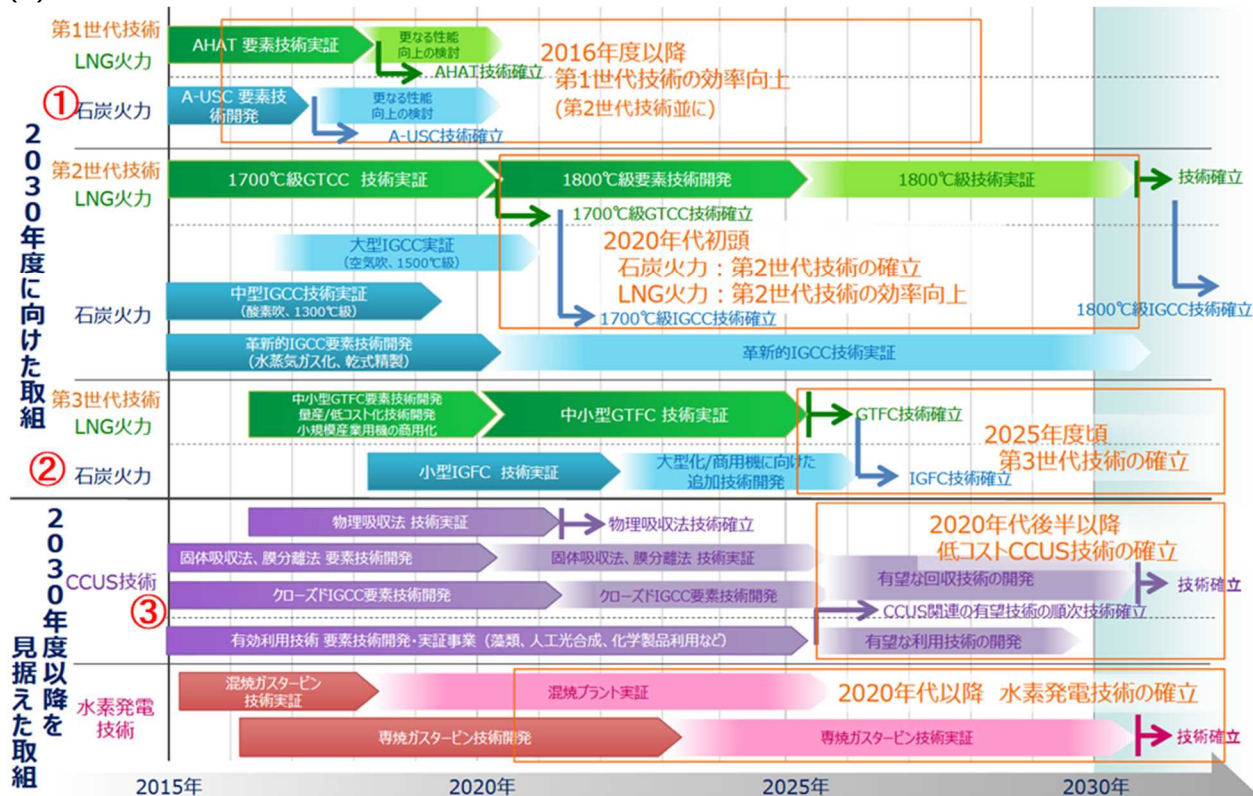 第1世代技術
LNG火力
AHAT 要素技術実証
更なる性能
向上の検討
AHAT技術確立
2016年度以降
第1世代技術の効率向上
(第2世代技術並に)
①
石炭火力
A-USC 要素技
術開発
更なる性能
向上の検討
A-USC技術確立
2030年度に向けた取組
第2世代技術
LNG火力
1700℃級GTCC 技術実証
1800℃級要素技術開発
1800℃級技術実証
技術確立
1700℃級GTCC技術確立
大型IGCC実証
(空気吹、1500℃級)
2020年代初頭
石炭火力：第2世代技術の確立
LNG火力：第2世代技術の効率向上
石炭火力
中型IGCC技術実証
(酸素吹、1300℃級)
1700℃級IGCC技術確立
1800℃級IGCC技術確立
革新的IGCC要素技術開発
(水蒸気ガス化、乾式精製)
革新的IGCC技術実証
第3世代技術
LNG火力
中小型GTFC要素技術開発
量産/低コスト化技術開発
小規模産業用機の商用化
中小型GTFC 技術実証
GTFC技術確立
2025年度頃
第3世代技術の確立
②
石炭火力
小型IGFC 技術実証
大型化/商用機に向けた
追加技術開発
IGFC技術確立
2030年度以降を
見据えた取組
物理吸収法 技術実証
物理吸収法技術確立
2020年代後半以降
低コストCCUS技術の確立
CCUS技術
固体吸収法、膜分離法 要素技術開発
固体吸収法、膜分離法 技術実証
有望な回収技術の開発
技術確立
クローズドIGCC要素技術開発
クローズドIGCC要素技術開発
③
CCUS関連の有望技術の順次技術確立
有効利用技術 要素技術開発・実証事業（藻類、人工光合成、化学製品利用など）
有望な利用技術の開発
水素発電
技術
混焼ガスタービン
技術実証
混焼プラント実証
2020年代以降 水素発電技術の確立
専焼ガスタービン技術開発
専焼ガスタービン技術実証
技術確立
2015年
2020年
2025年
2030年